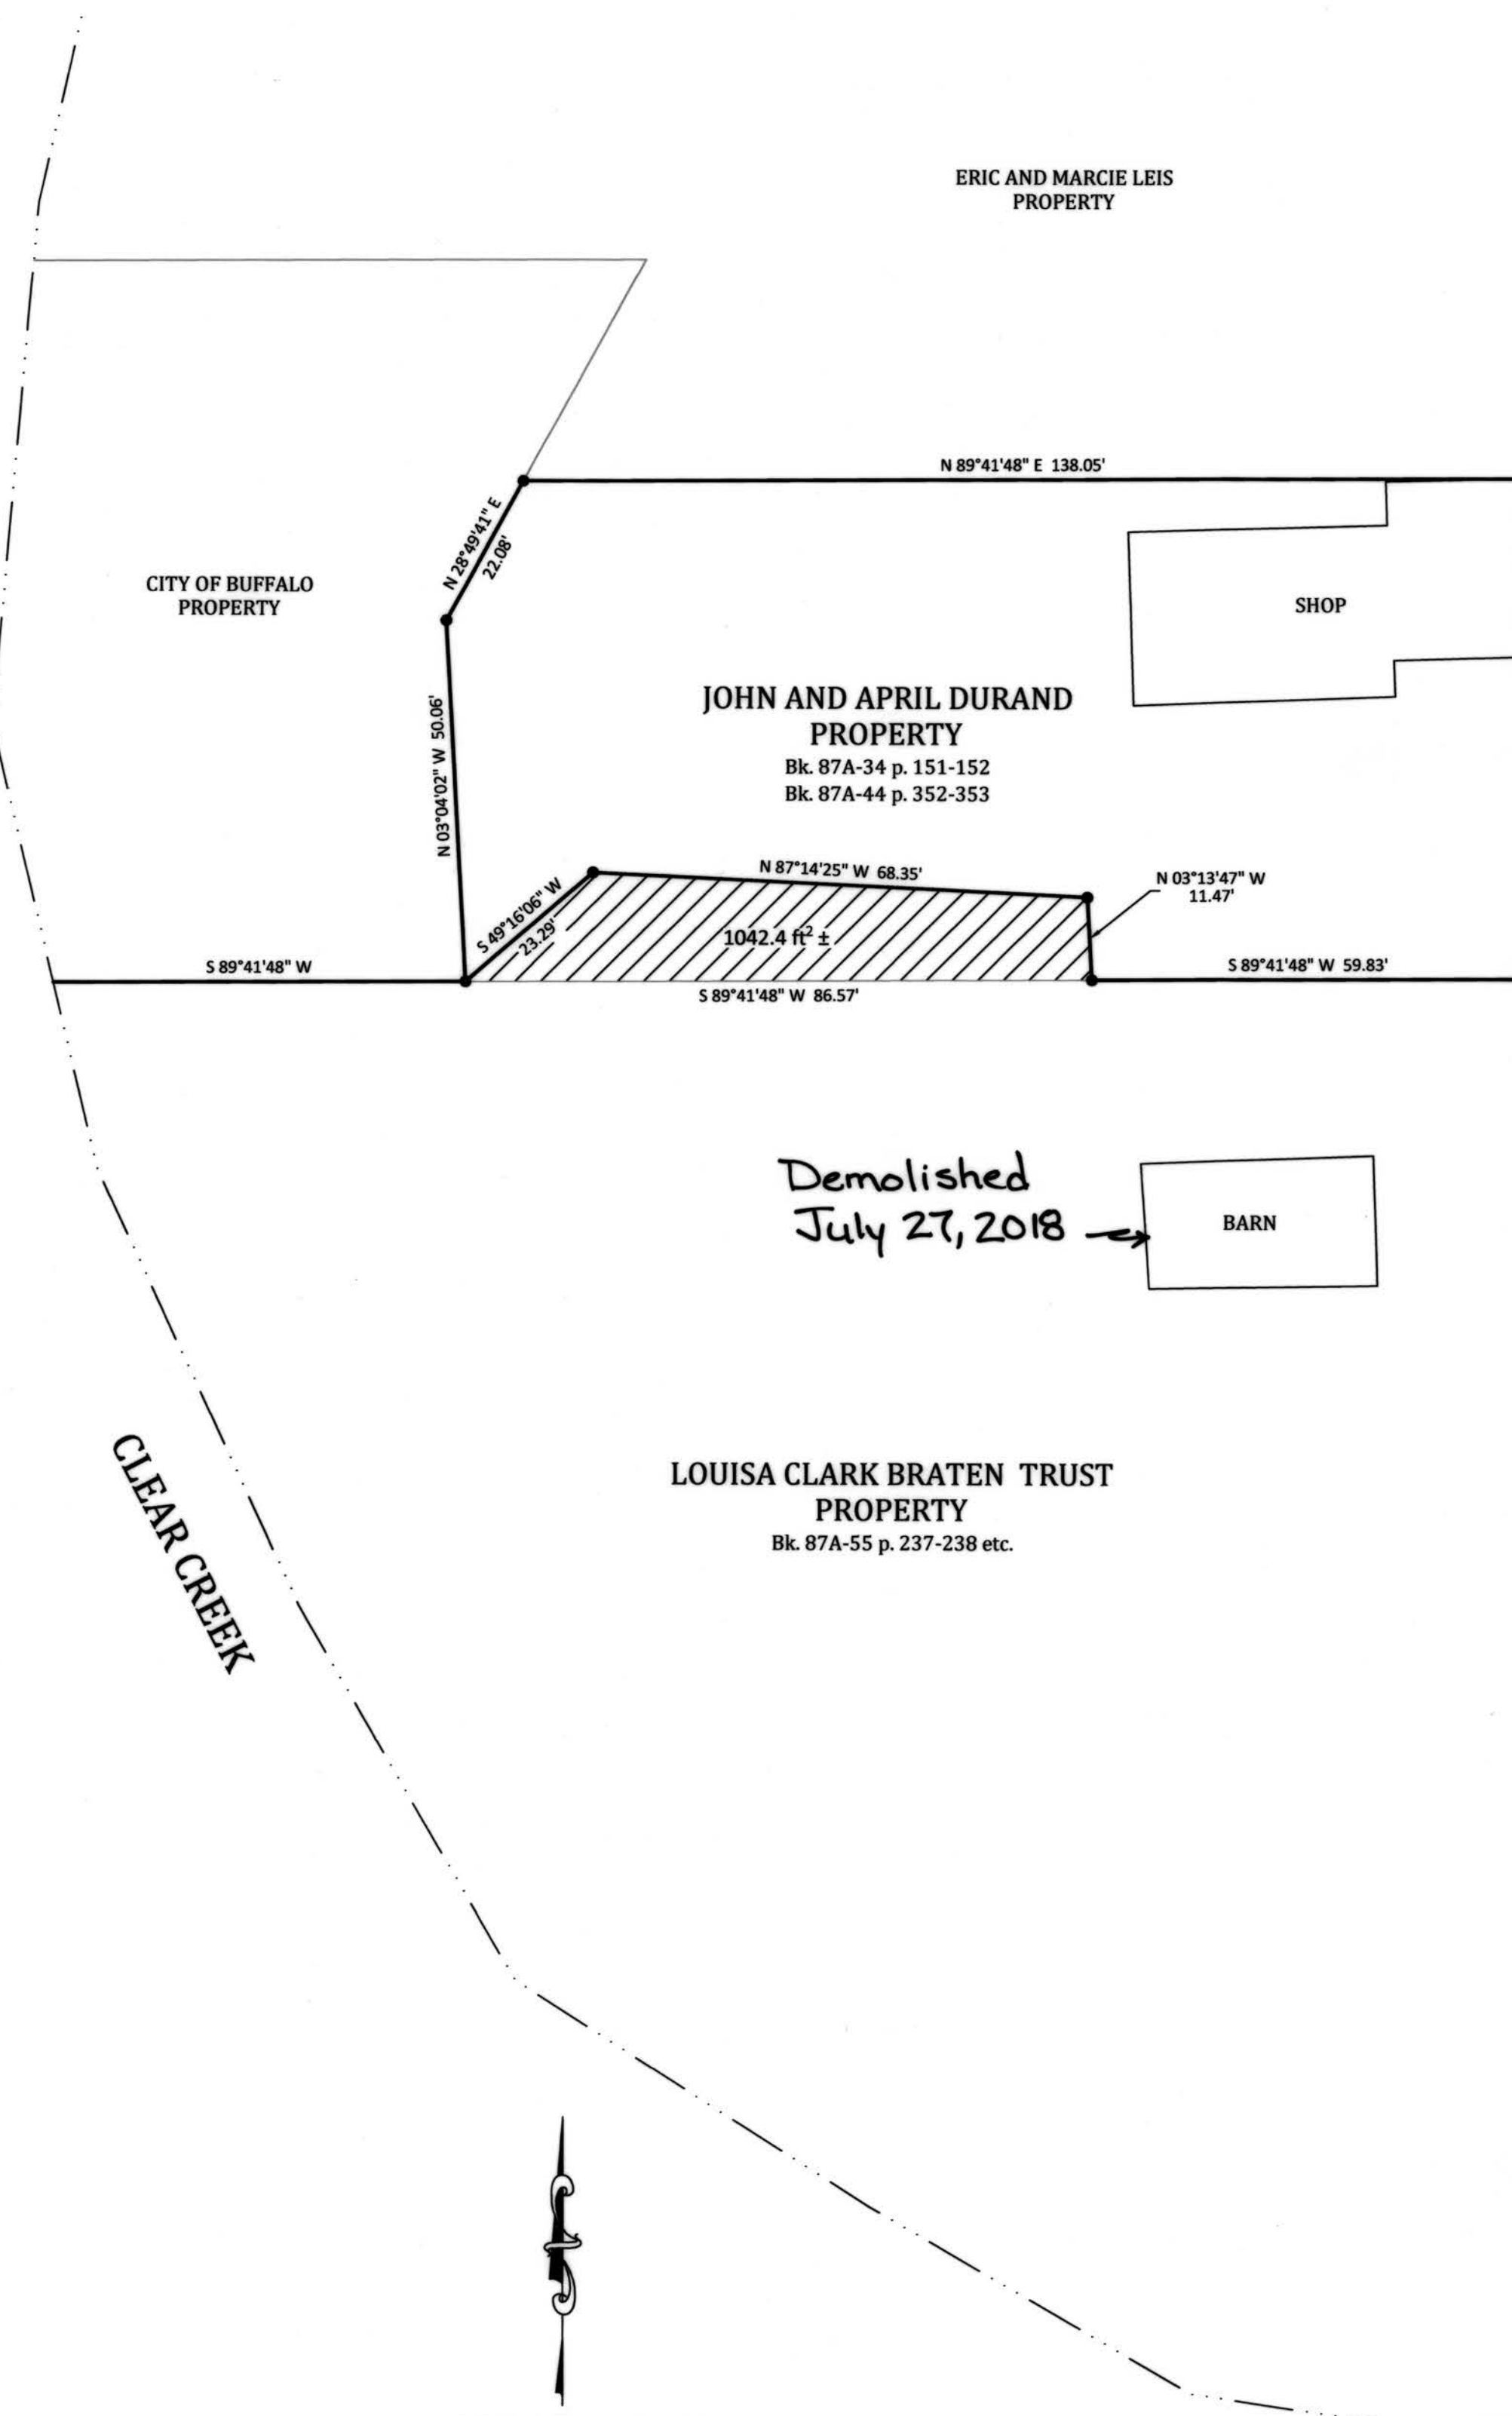 ERIC AND MARCIE LEIS
PROPERTY
N 89°41'48" E 138.05'
N 28°49'41" E
22.08'
CITY OF BUFFALO
PROPERTY
SHOP
JOHN AND APRIL DURAND
PROPERTY
Bk. 87A-34 p. 151-152
Bk. 87A-44 p. 352-353
N 03°04'02" W 50.06'
N 87°14'25" W 68.35'
N 03°13'47" W
11.47'
S 49°16'06" W
23.29'
1042.4 ft² ±
S 89°41'48" W
S 89°41'48" W 59.83'
S 89°41'48" W 86.57'
Demolished
July 27, 2018
BARN
CLEAR CREEK
LOUISA CLARK BRATEN TRUST
PROPERTY
Bk. 87A-55 p. 237-238 etc.